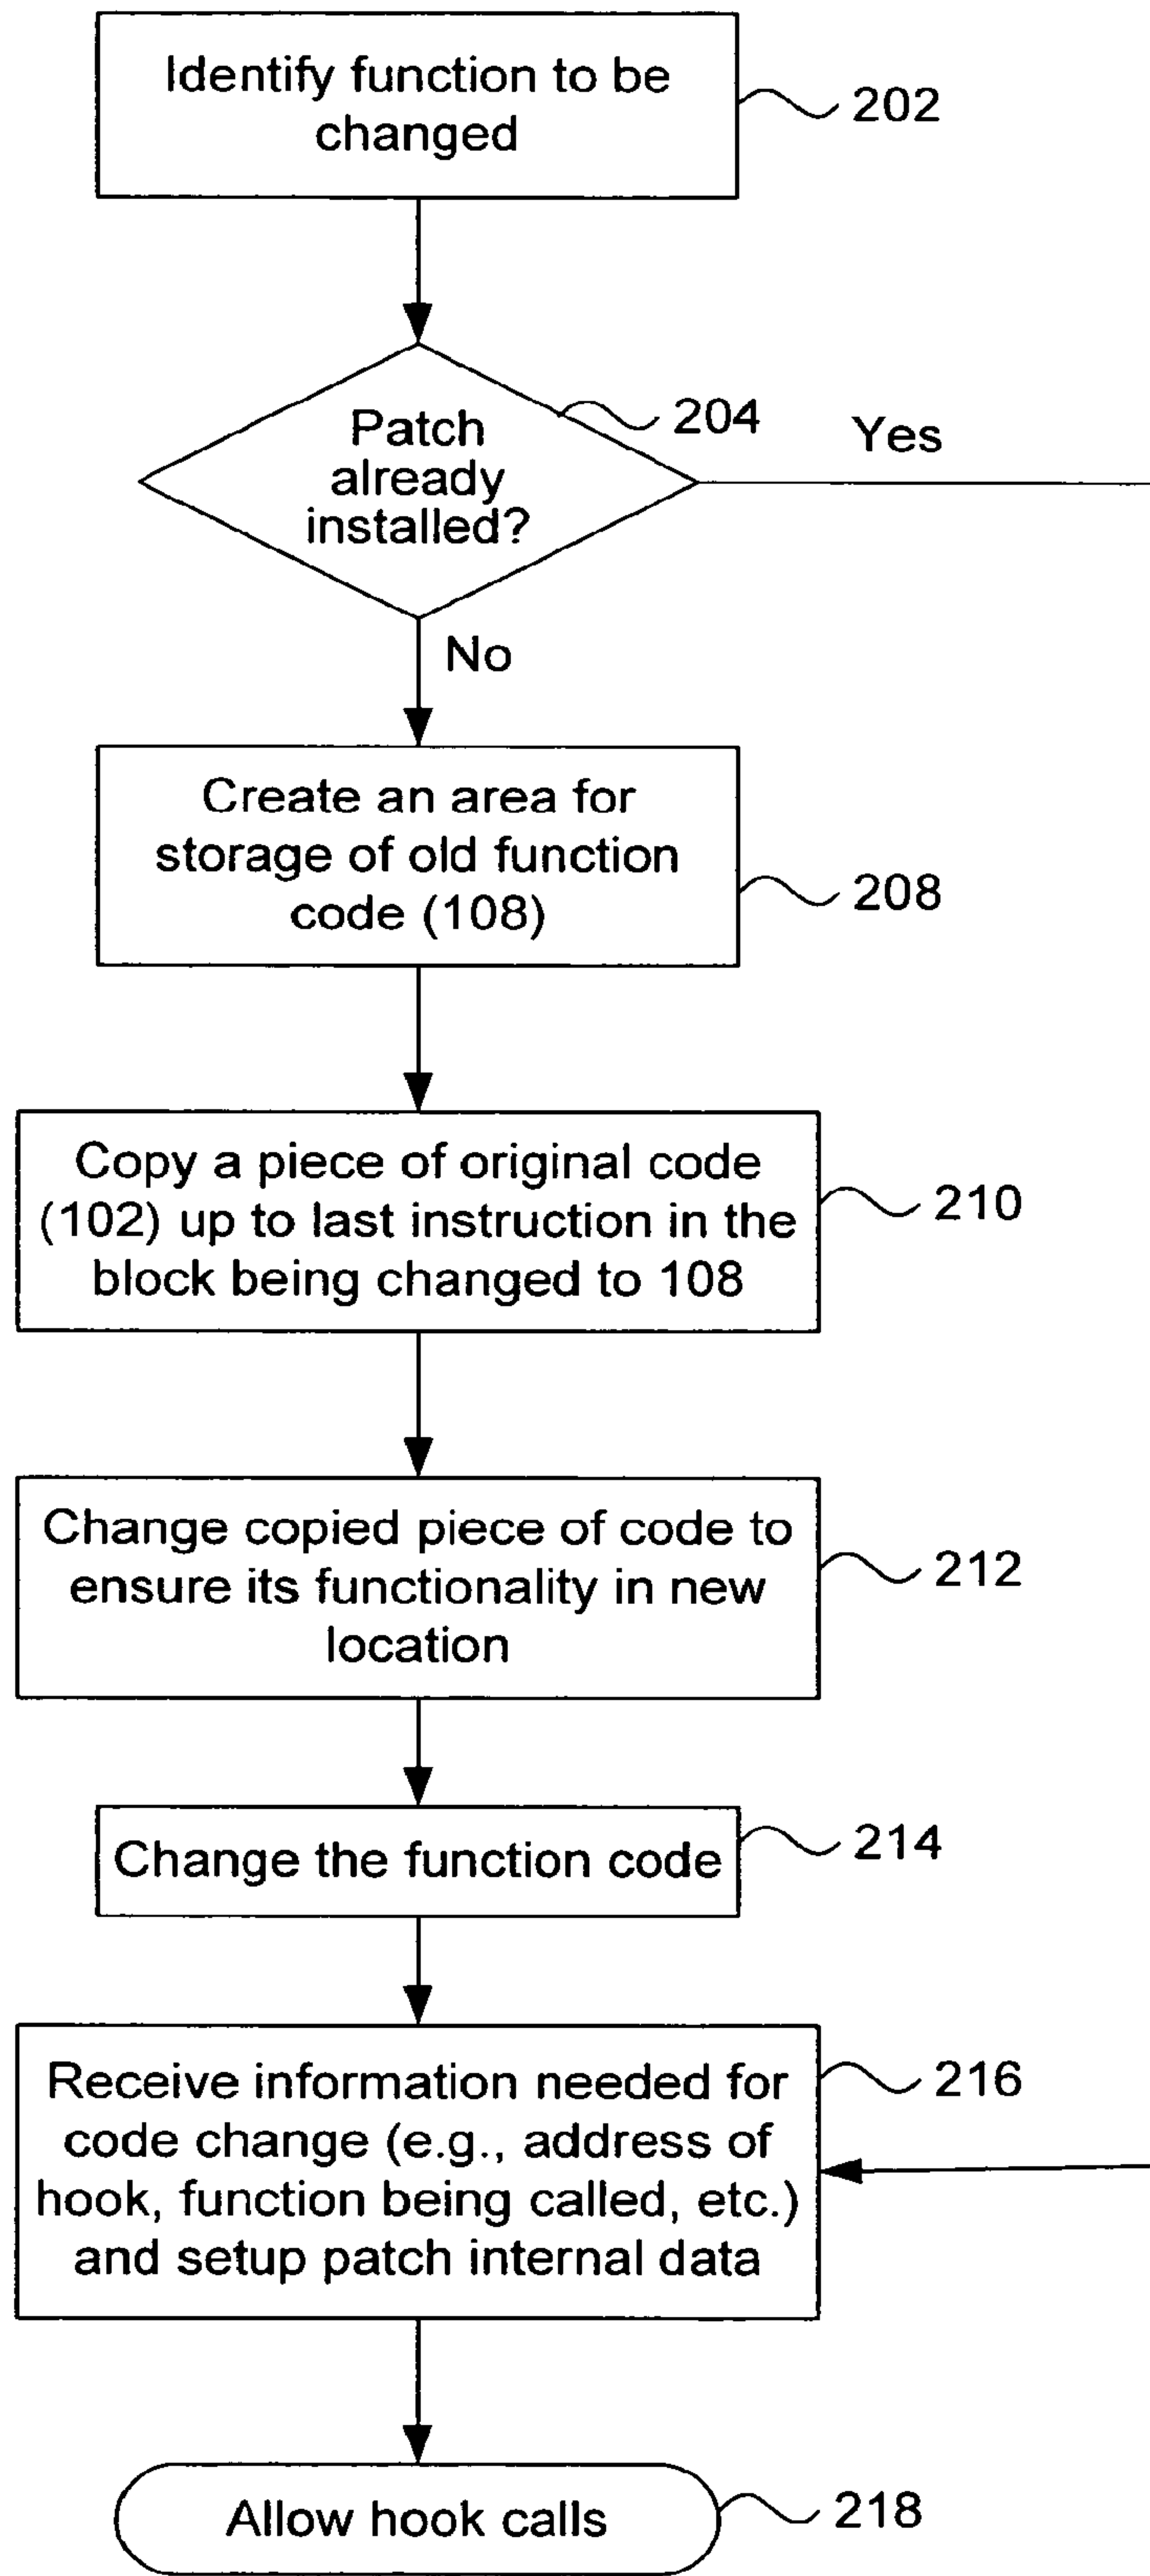 Identify function to be
changed
202
Patch
already
installed?
204
Yes
No
Create an area for
storage of old function
code (108)
208
Copy a piece of original code
(102) up to last instruction in the
block being changed to 108
210
Change copied piece of code to
ensure its functionality in new
location
212
Change the function code
214
Receive information needed for
code change (e.g., address of
hook, function being called, etc.)
and setup patch internal data
216
Allow hook calls
218